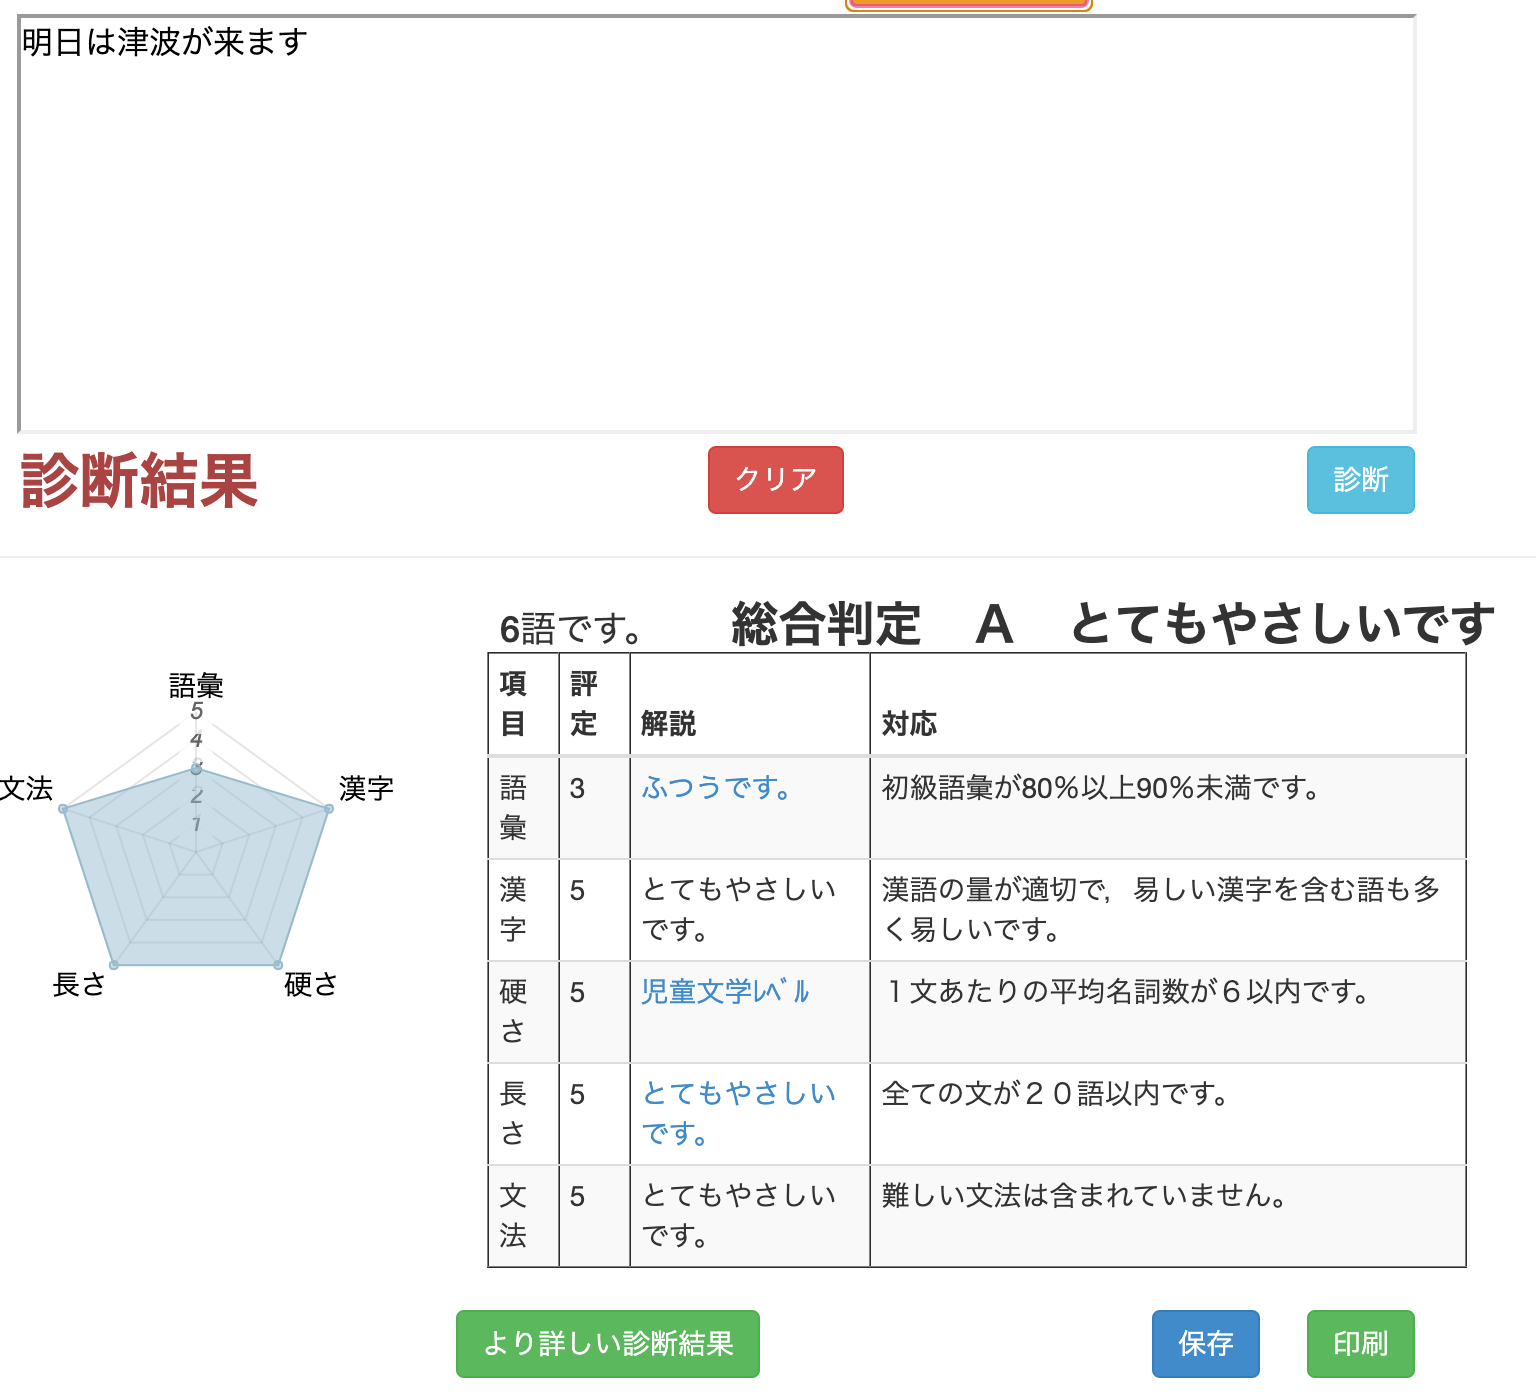 明日は津波が来ます
診断結果
クリア
診断
6語です。
総合判定　A　とてもやさしいです
語彙
5
4
3
2
1
文法
漢字
長さ
硬さ
項目
評定
解説
対応
語彙
3
ふつうです。
初級語彙が80%以上90%未満です。
漢字
5
とてもやさしい
です。
漢語の量が適切で，易しい漢字を含む語も多
く易しいです。
硬さ
5
児童文学ﾚﾍﾞﾙ
１文あたりの平均名詞数が６以内です。
長さ
5
とてもやさしい
です。
全ての文が２０語以内です。
文法
5
とてもやさしい
です。
難しい文法は含まれていません。
より詳しい診断結果
保存
印刷